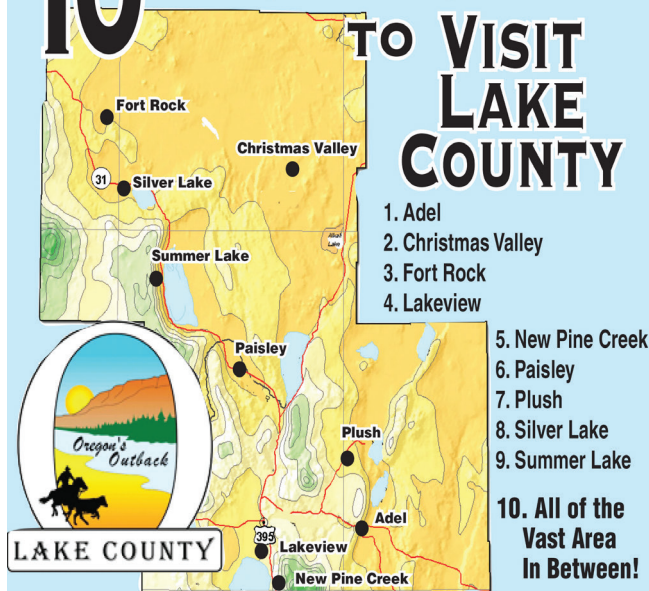 10
TO VISIT
LAKE
COUNTY
Fort Rock
Christmas Valley
31
Silver Lake
Alkali
Lake
Summer Lake
Paisley
Plush
Adel
395
Lakeview
New Pine Creek
1. Adel
2. Christmas Valley
3. Fort Rock
4. Lakeview
5. New Pine Creek
6. Paisley
7. Plush
8. Silver Lake
9. Summer Lake
10. All of the
Vast Area
In Between!
Oregon's
Outback
LAKE COUNTY